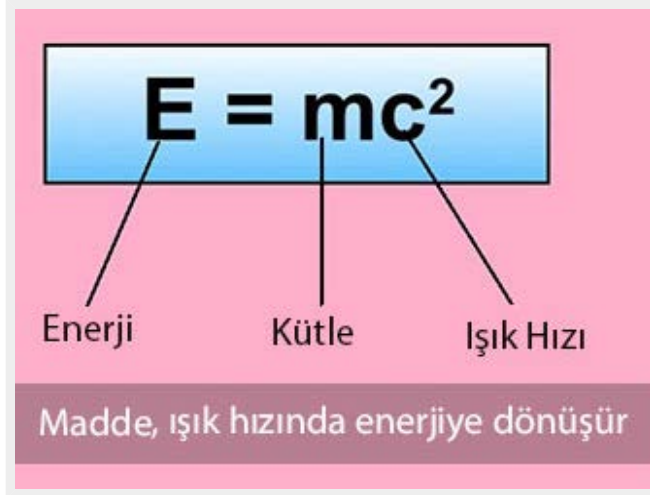 E = mc²
Enerji Kütle Işık Hızı
Madde, ışık hızında enerjiye dönüşür